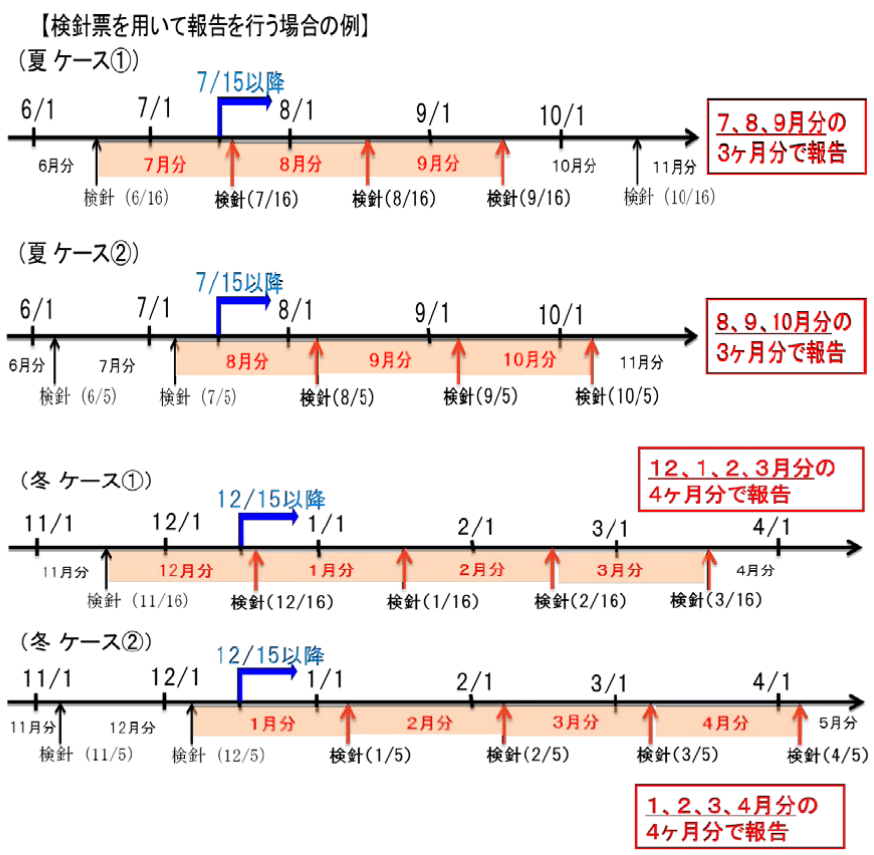 【検針票を用いて報告を行う場合の例】
（夏 ケース①）
7/15以降
6/1 7/1 8/1 9/1 10/1
7、8、9月分の
3ヶ月分で報告
6月分 7月分 8月分 9月分 10月分 11月分
検針（6/16） 検針(7/16) 検針(8/16) 検針(9/16) 検針（10/16）
（夏 ケース②）
7/15以降
6/1 7/1 8/1 9/1 10/1
8、9、10月分の
3ヶ月分で報告
6月分 7月分 8月分 9月分 10月分 11月分
検針（6/5） 検針（7/5） 検針(8/5) 検針(9/5) 検針(10/5)
12、1、2、3月分の
4ヶ月分で報告
（冬 ケース①）
12/15以降
11/1 12/1 1/1 2/1 3/1 4/1
11月分 12月分 1月分 2月分 3月分 4月分
検針（11/16） 検針(12/16) 検針(1/16) 検針(2/16) 検針(3/16)
（冬 ケース②）
12/15以降
11/1 12/1 1/1 2/1 3/1 4/1
11月分 12月分 1月分 2月分 3月分 4月分 5月分
検針（11/5） 検針（12/5） 検針(1/5) 検針(2/5) 検針(3/5) 検針(4/5)
1、2、3、4月分の
4ヶ月分で報告